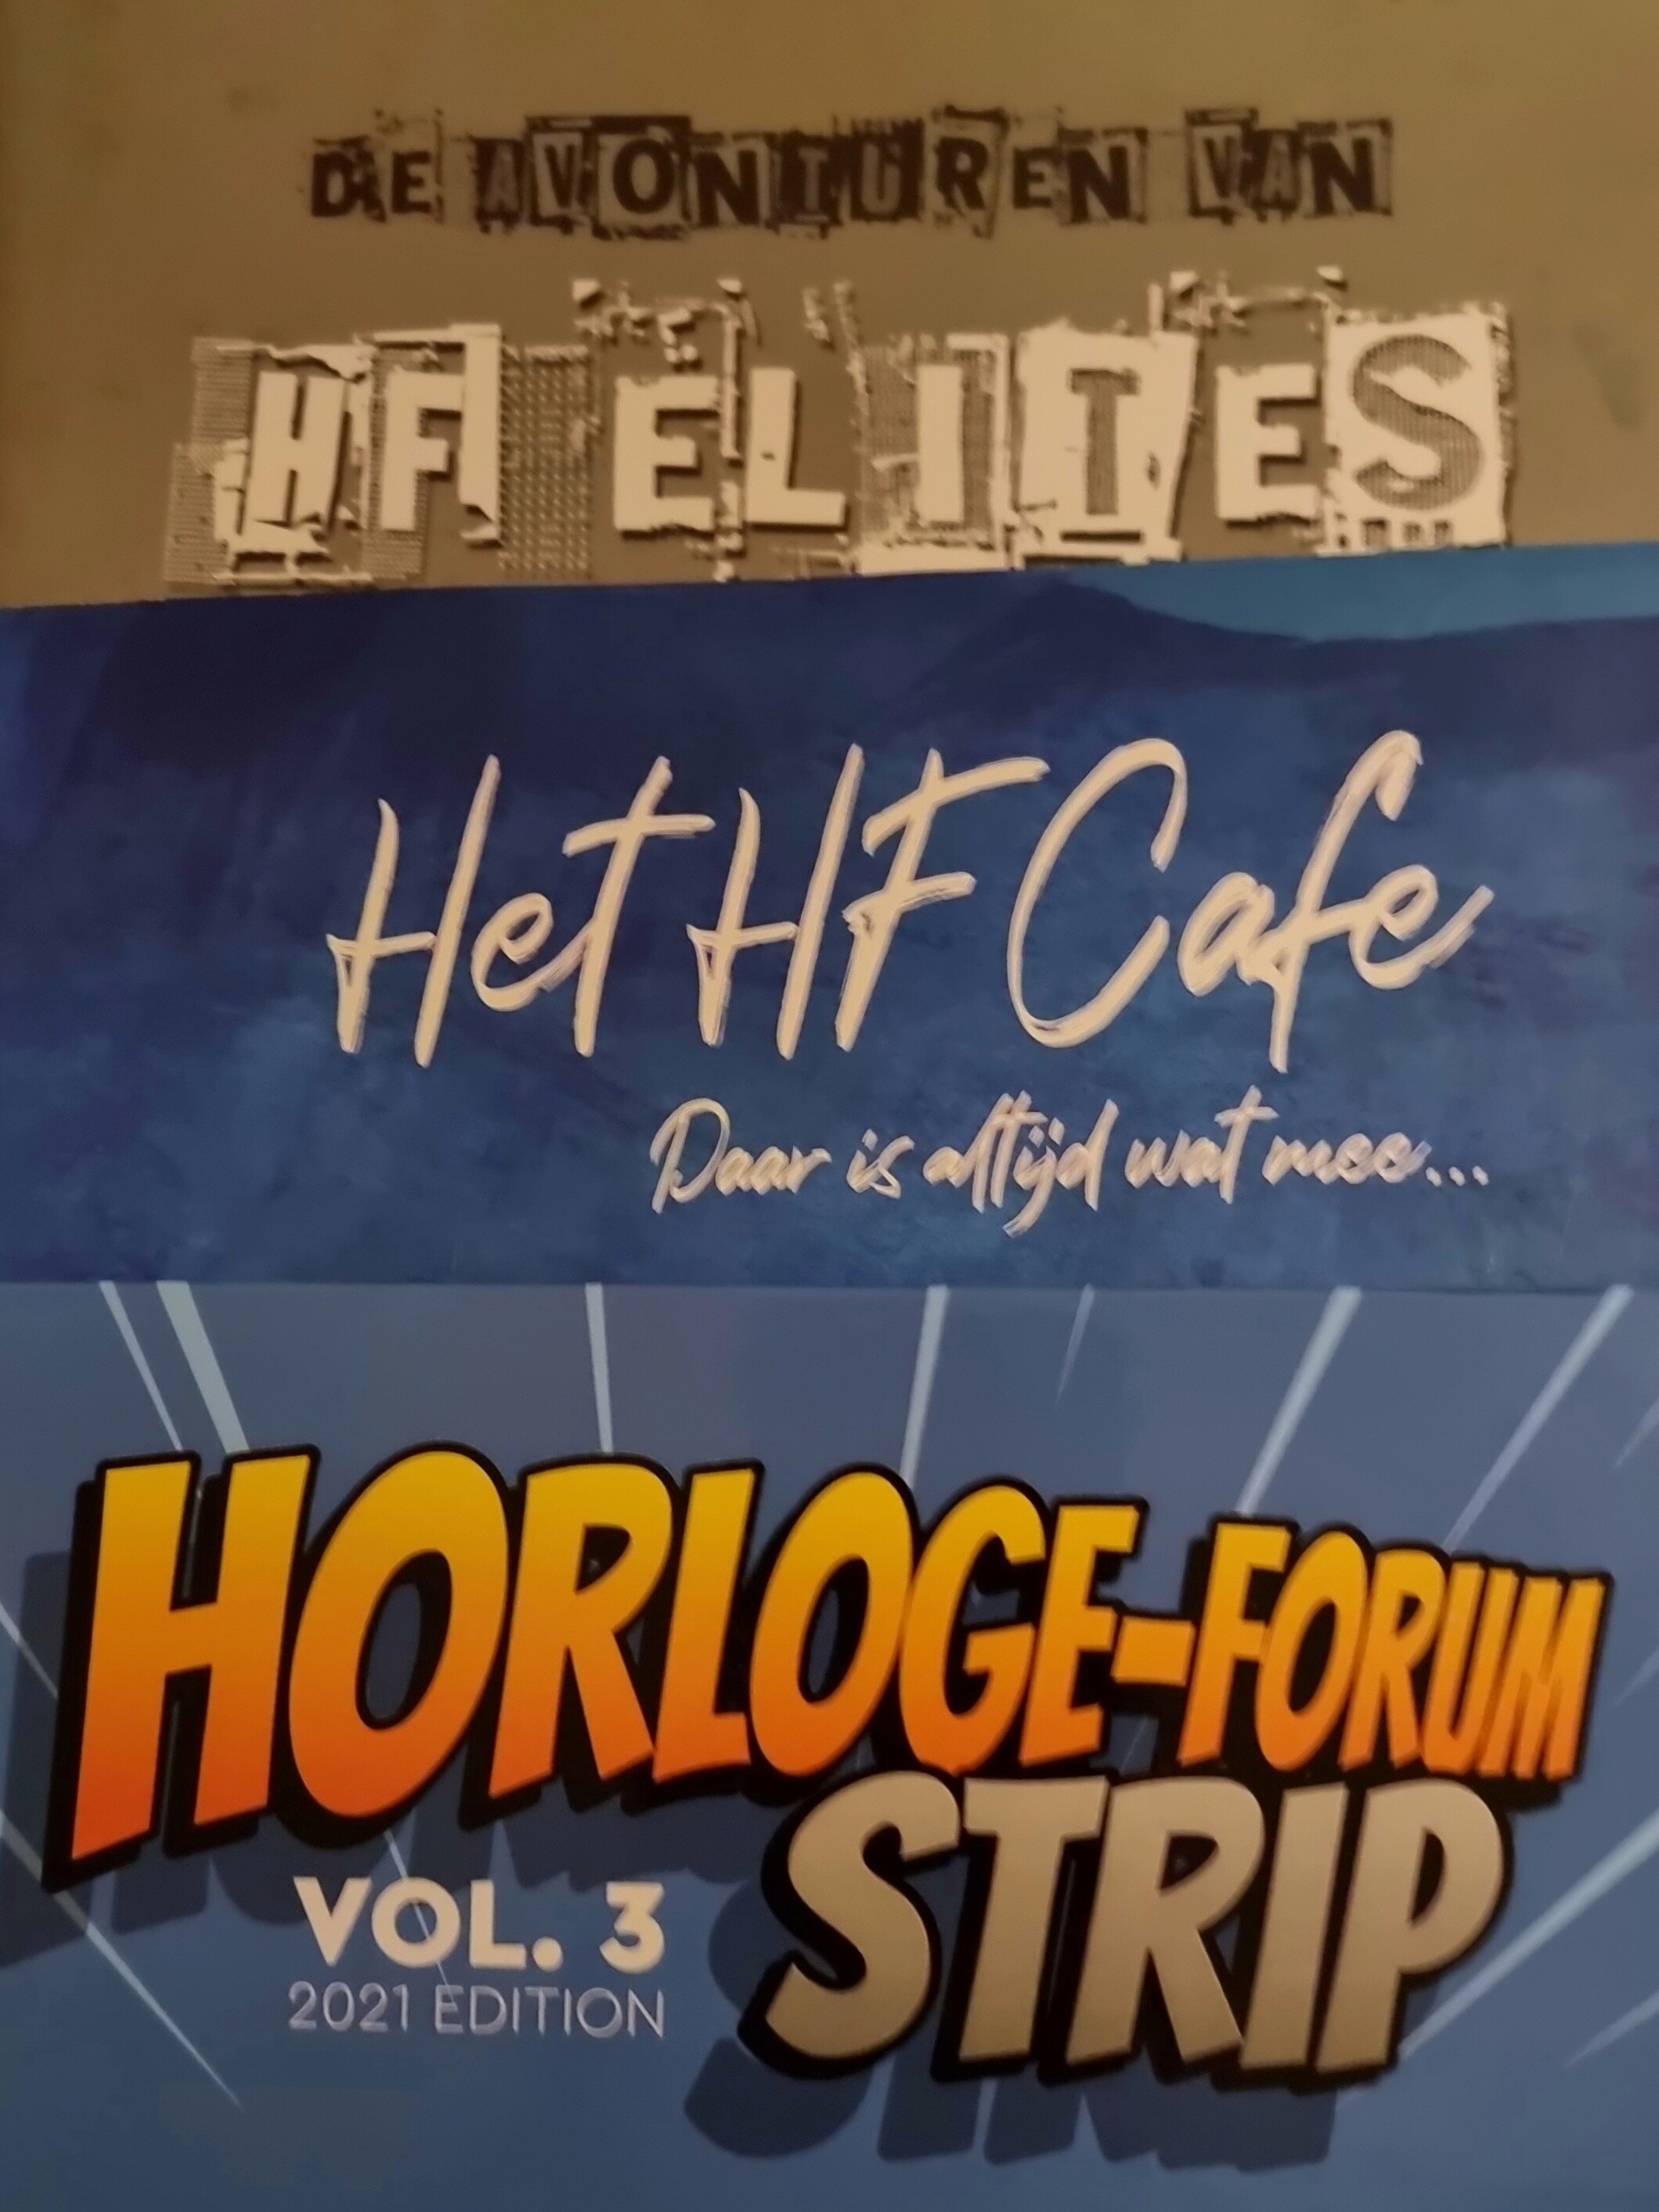 DE AVONTUREN VAN
HF ELITES
Het HF Cafe
Daar is altijd wat mee...
HORLOGE-FORUM
STRIP
VOL. 3
2021 EDITION